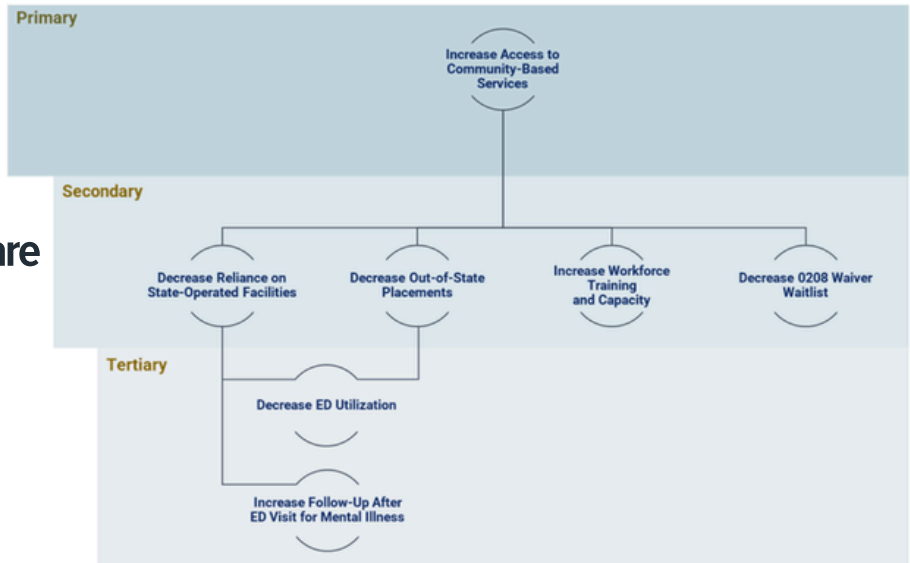 Primary
Increase Access to
Community-Based
Services
Secondary
Decrease Reliance on
State-Operated Facilities
Decrease Out-of-State
Placements
Increase Workforce
Training
and Capacity
Decrease 0208 Waiver
Waitlist
Tertiary
Decrease ED Utilization
Increase Follow-Up After
ED Visit for Mental Illness